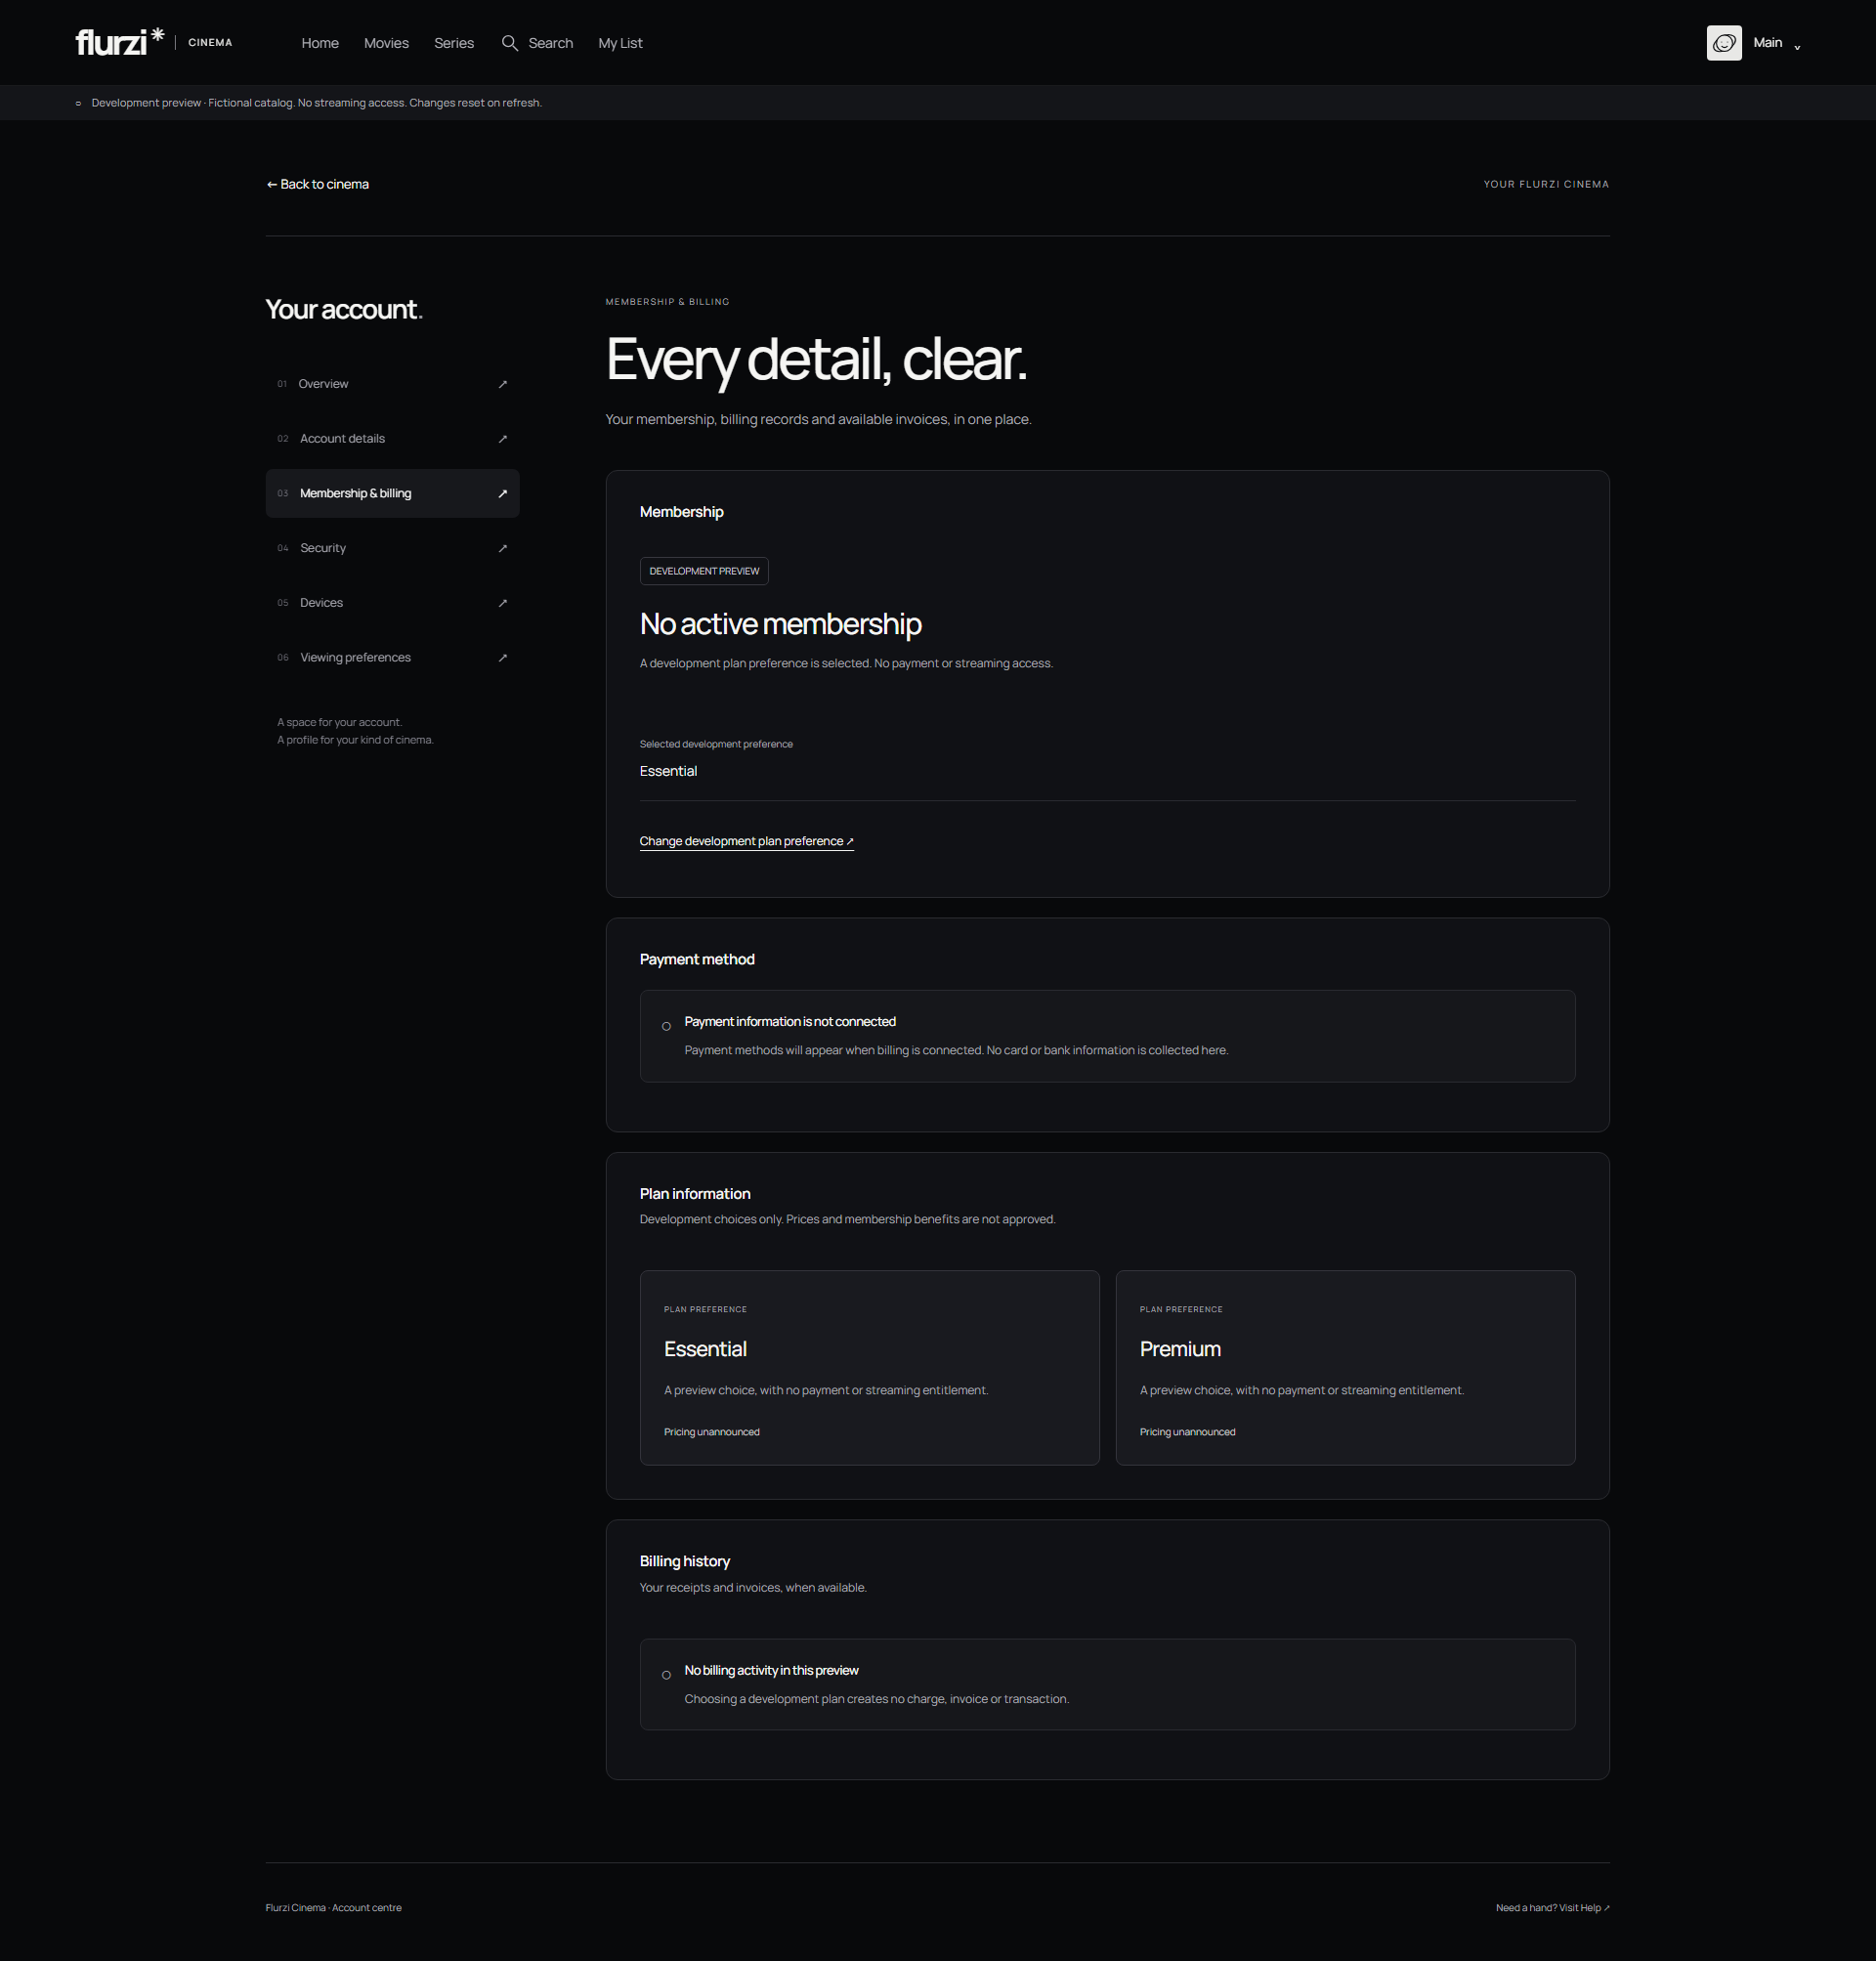 flurzi* CINEMA Home Movies Series Search My List Main
Development preview · Fictional catalog. No streaming access. Changes reset on refresh.
← Back to cinema
YOUR FLURZI CINEMA
Your account.
01 Overview ↗
02 Account details ↗
03 Membership & billing ↗
04 Security ↗
05 Devices ↗
06 Viewing preferences ↗
A space for your account.
A profile for your kind of cinema.
MEMBERSHIP & BILLING
Every detail, clear.
Your membership, billing records and available invoices, in one place.
Membership
DEVELOPMENT PREVIEW
No active membership
A development plan preference is selected. No payment or streaming access.
Selected development preference
Essential
Change development plan preference ↗
Payment method
Payment information is not connected
Payment methods will appear when billing is connected. No card or bank information is collected here.
Plan information
Development choices only. Prices and membership benefits are not approved.
PLAN PREFERENCE
Essential
A preview choice, with no payment or streaming entitlement.
Pricing unannounced
PLAN PREFERENCE
Premium
A preview choice, with no payment or streaming entitlement.
Pricing unannounced
Billing history
Your receipts and invoices, when available.
No billing activity in this preview
Choosing a development plan creates no charge, invoice or transaction.
Flurzi Cinema · Account centre
Need a hand? Visit Help ↗